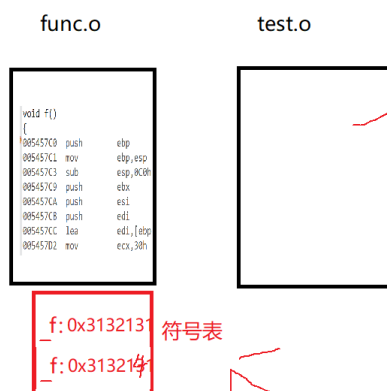 func.o
test.o
void f()
{
005457C0 push ebp
005457C1 mov ebp,esp
005457C3 sub esp,0C0h
005457C9 push ebx
005457CA push esi
005457CB push edi
005457CC lea edi,[ebp
005457D2 mov ecx,30h
_f: 0x3132131 符号表
_f: 0x31321